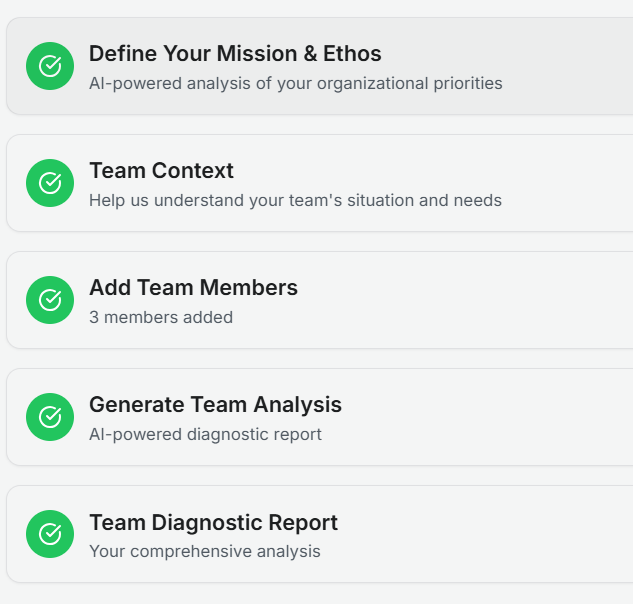 Define Your Mission & Ethos
AI-powered analysis of your organizational priorities
Team Context
Help us understand your team's situation and needs
Add Team Members
3 members added
Generate Team Analysis
AI-powered diagnostic report
Team Diagnostic Report
Your comprehensive analysis